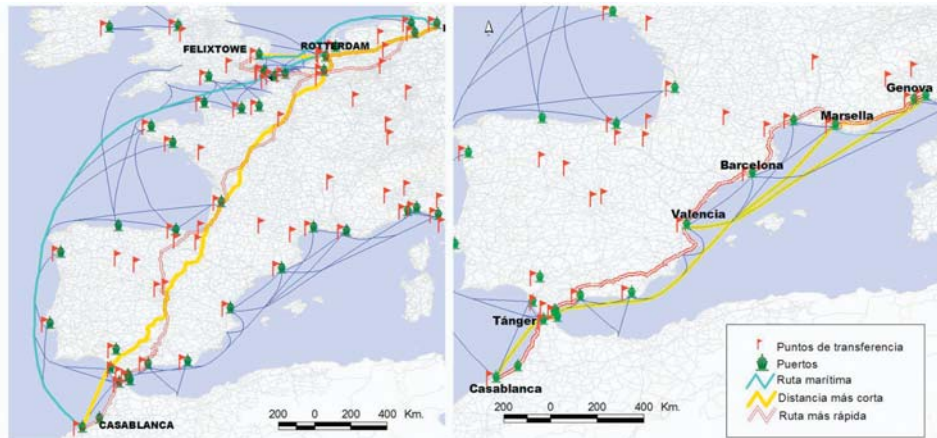 FELIXTOWE
ROTTERDAM
CASABLANCA
200 0 200 400 Km.
Genova
Marsella
Barcelona
Valencia
Tánger
Casablanca
200 0 200 400 Km.
Puntos de transferencia
Puertos
Ruta marítima
Distancia más corta
Ruta más rápida